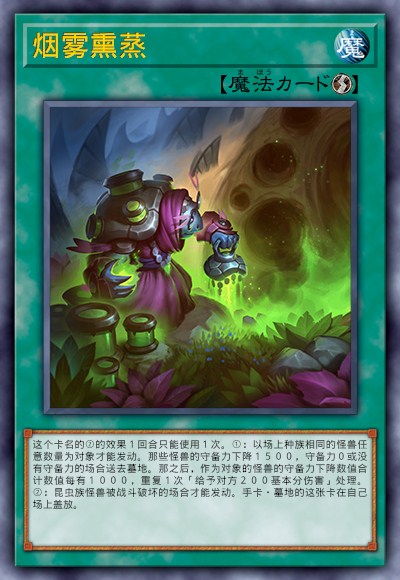 烟雾熏蒸
魔
【魔法カード】
まほう
这个卡名的②的效果1回合只能使用1次。①：以场上种族相同的怪兽任
意数量为对象才能发动。那些怪兽的守备力下降1500，守备力0或没
有守备力的场合送去墓地。那之后，作为对象的怪兽的守备力下降数值合
计数值每有1000，重复1次「给予对方200基本分伤害」处理。
②：昆虫族怪兽被战斗破坏的场合才能发动。手卡·墓地的这张卡在自己
场上盖放。